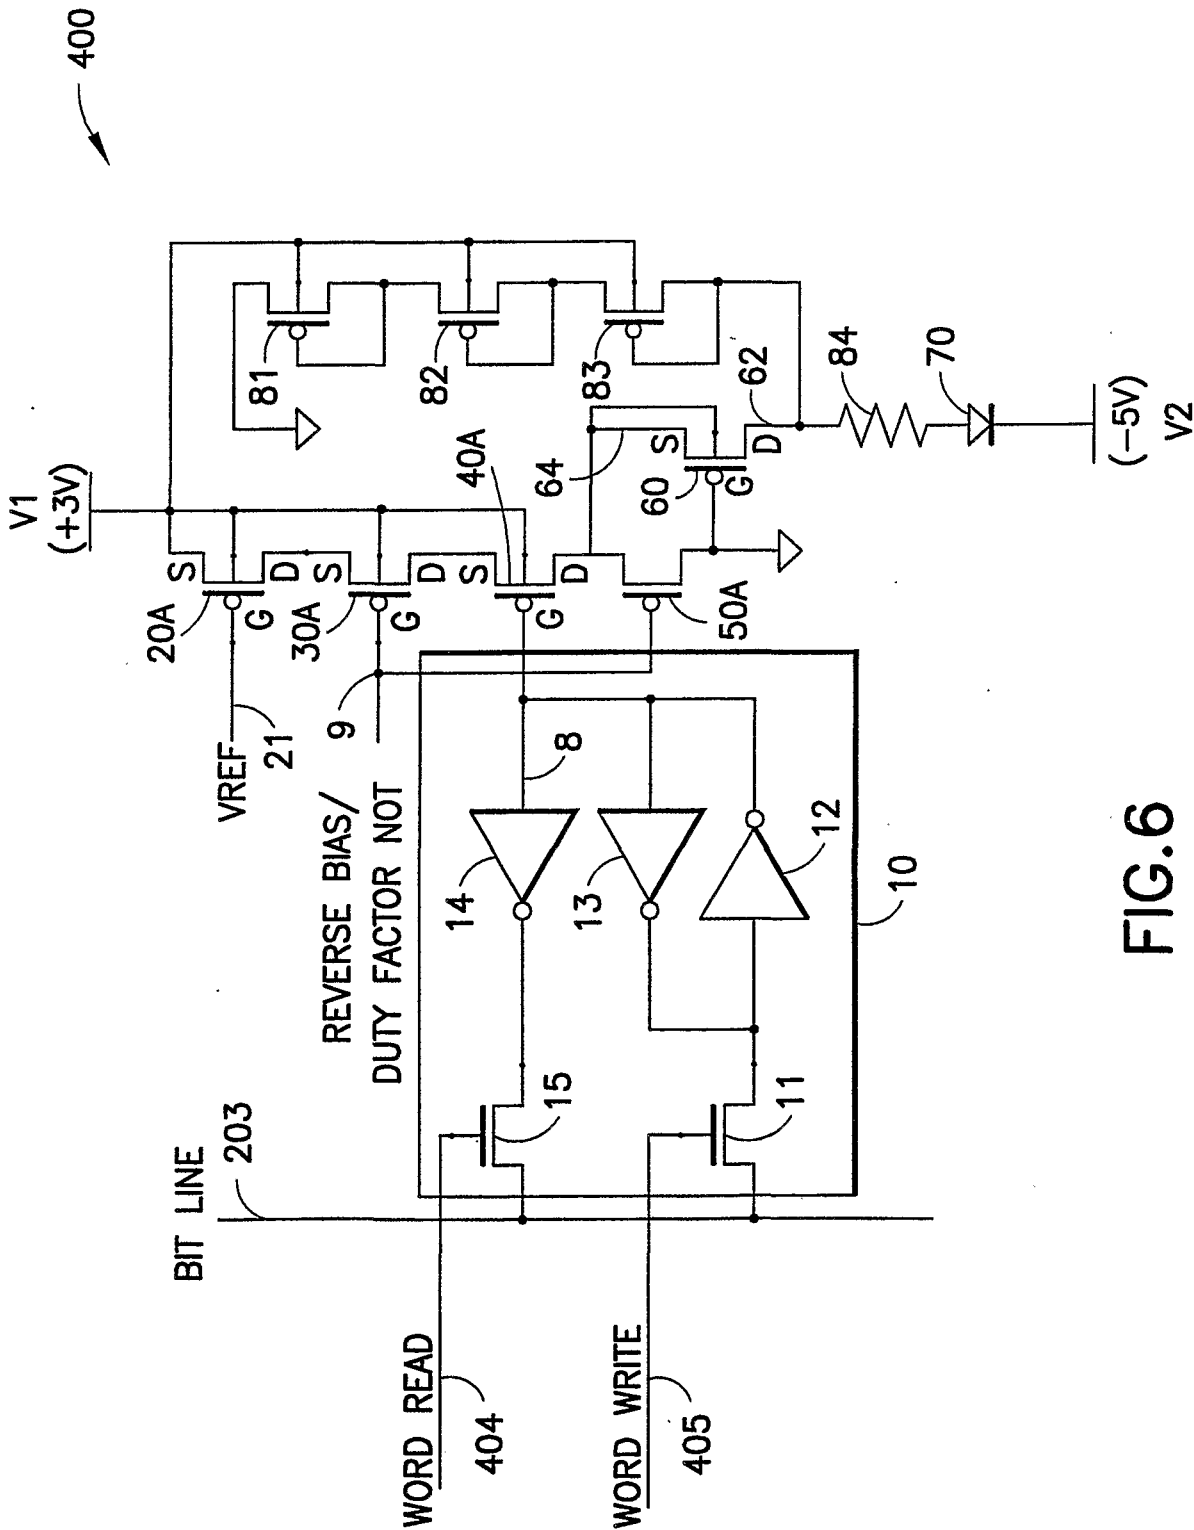 400
V1
(+3V)
S
20A
G
D
VREF
21
S
30A
G
D
9
REVERSE BIAS/
DUTY FACTOR NOT
40A
S
G
D
50A
64
S
60
G
D
62
81
82
83
84
70
(−5V)
V2
8
14
13
12
10
15
11
BIT LINE
203
WORD READ
404
WORD WRITE
405
FIG.6